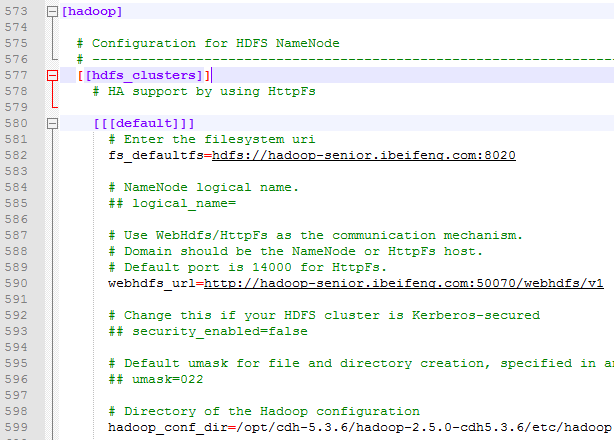 573 [hadoop]
574
575 # Configuration for HDFS NameNode
576 # ------------------------------------------------------------------
577 [[hdfs_clusters]]
578 # HA support by using HttpFs
579
580 [[[default]]]
581 # Enter the filesystem uri
582 fs_defaultfs=hdfs://hadoop-senior.ibeifeng.com:8020
583
584 # NameNode logical name.
585 ## logical_name=
586
587 # Use WebHdfs/HttpFs as the communication mechanism.
588 # Domain should be the NameNode or HttpFs host.
589 # Default port is 14000 for HttpFs.
590 webhdfs_url=http://hadoop-senior.ibeifeng.com:50070/webhdfs/v1
591
592 # Change this if your HDFS cluster is Kerberos-secured
593 ## security_enabled=false
594
595 # Default umask for file and directory creation, specified in
596 ## umask=022
597
598 # Directory of the Hadoop configuration
599 hadoop_conf_dir=/opt/cdh-5.3.6/hadoop-2.5.0-cdh5.3.6/etc/hadoop